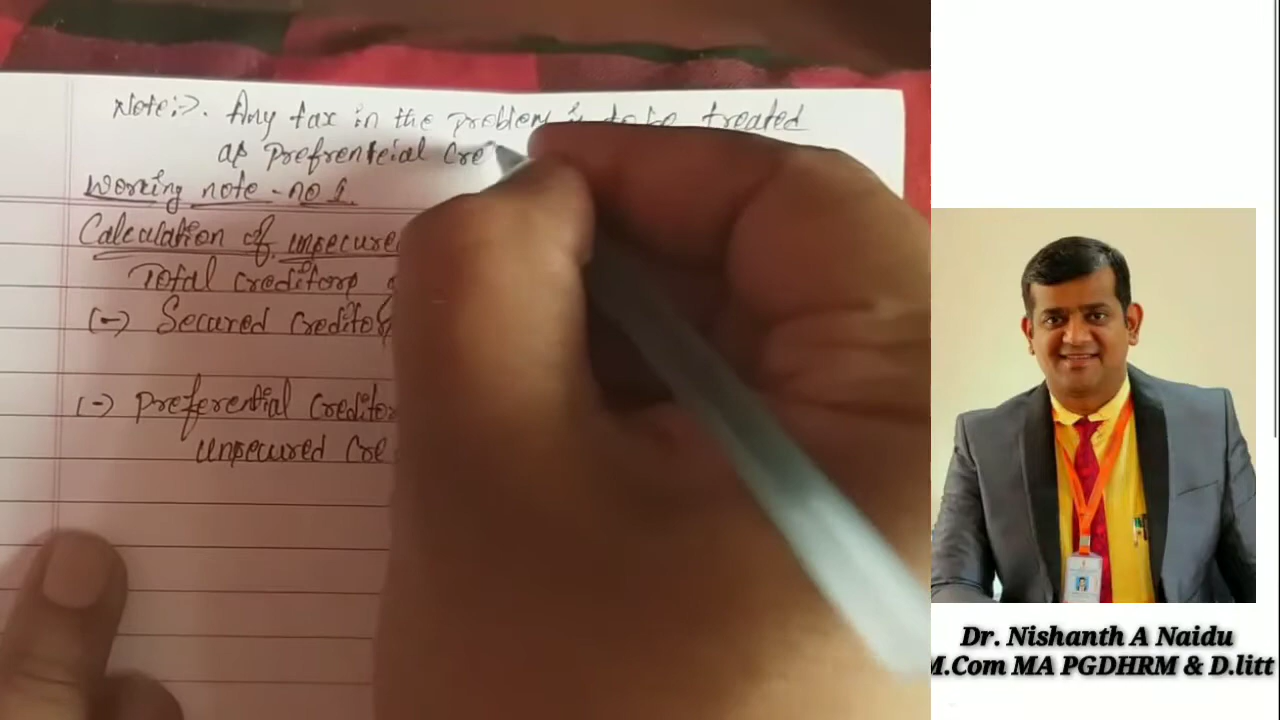 Note:-). Any tax in the problem is to be treated
as Prefrenteial Cre
Working note - no 1.
Calculation of unsecured
Total creditors
(-) Secured creditors
(-) Preferential creditor
unsecured cre
Dr. Nishanth A Naidu
M.Com MA PGDHRM & D.litt